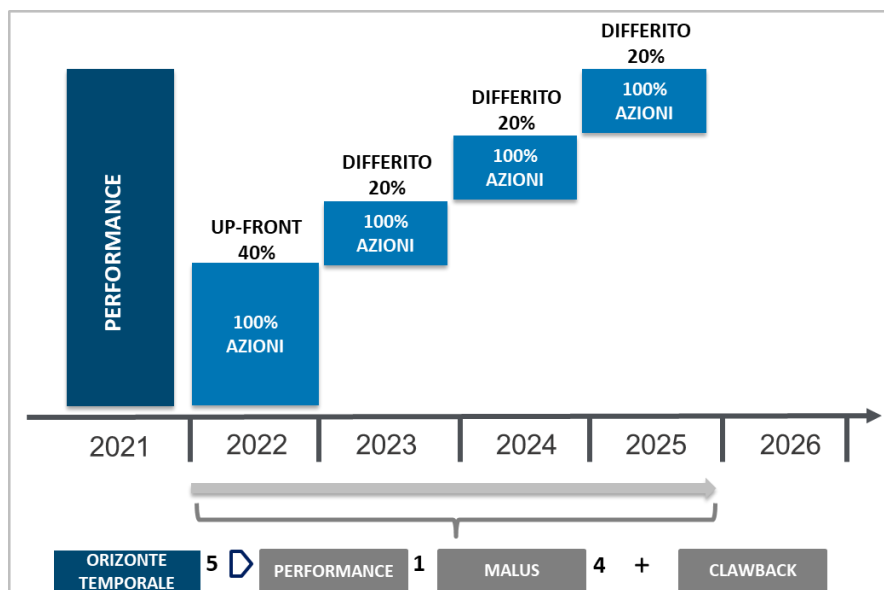 DIFFERITO
20%
100%
AZIONI
DIFFERITO
20%
100%
AZIONI
DIFFERITO
20%
100%
AZIONI
UP-FRONT
40%
100%
AZIONI
PERFORMANCE
2021
2022
2023
2024
2025
2026
ORIZONTE
TEMPORALE
5
PERFORMANCE
1
MALUS
4
+
CLAWBACK